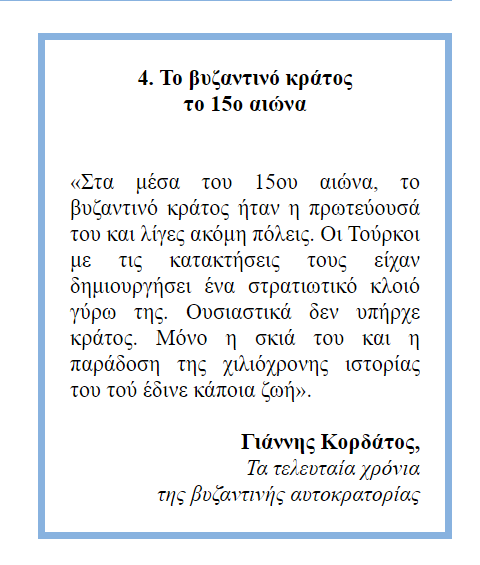 4. Το βυζαντινό κράτος
το 15ο αιώνα
«Στα μέσα του 15ου αιώνα, το
βυζαντινό κράτος ήταν η πρωτεύουσά
του και λίγες ακόμη πόλεις. Οι Τούρκοι
με τις κατακτήσεις τους είχαν
δημιουργήσει ένα στρατιωτικό κλοιό
γύρω της. Ουσιαστικά δεν υπήρχε
κράτος. Μόνο η σκιά του και η
παράδοση της χιλιόχρονης ιστορίας
του τού έδινε κάποια ζωή».
Γιάννης Κορδάτος,
Τα τελευταία χρόνια
της βυζαντινής αυτοκρατορίας